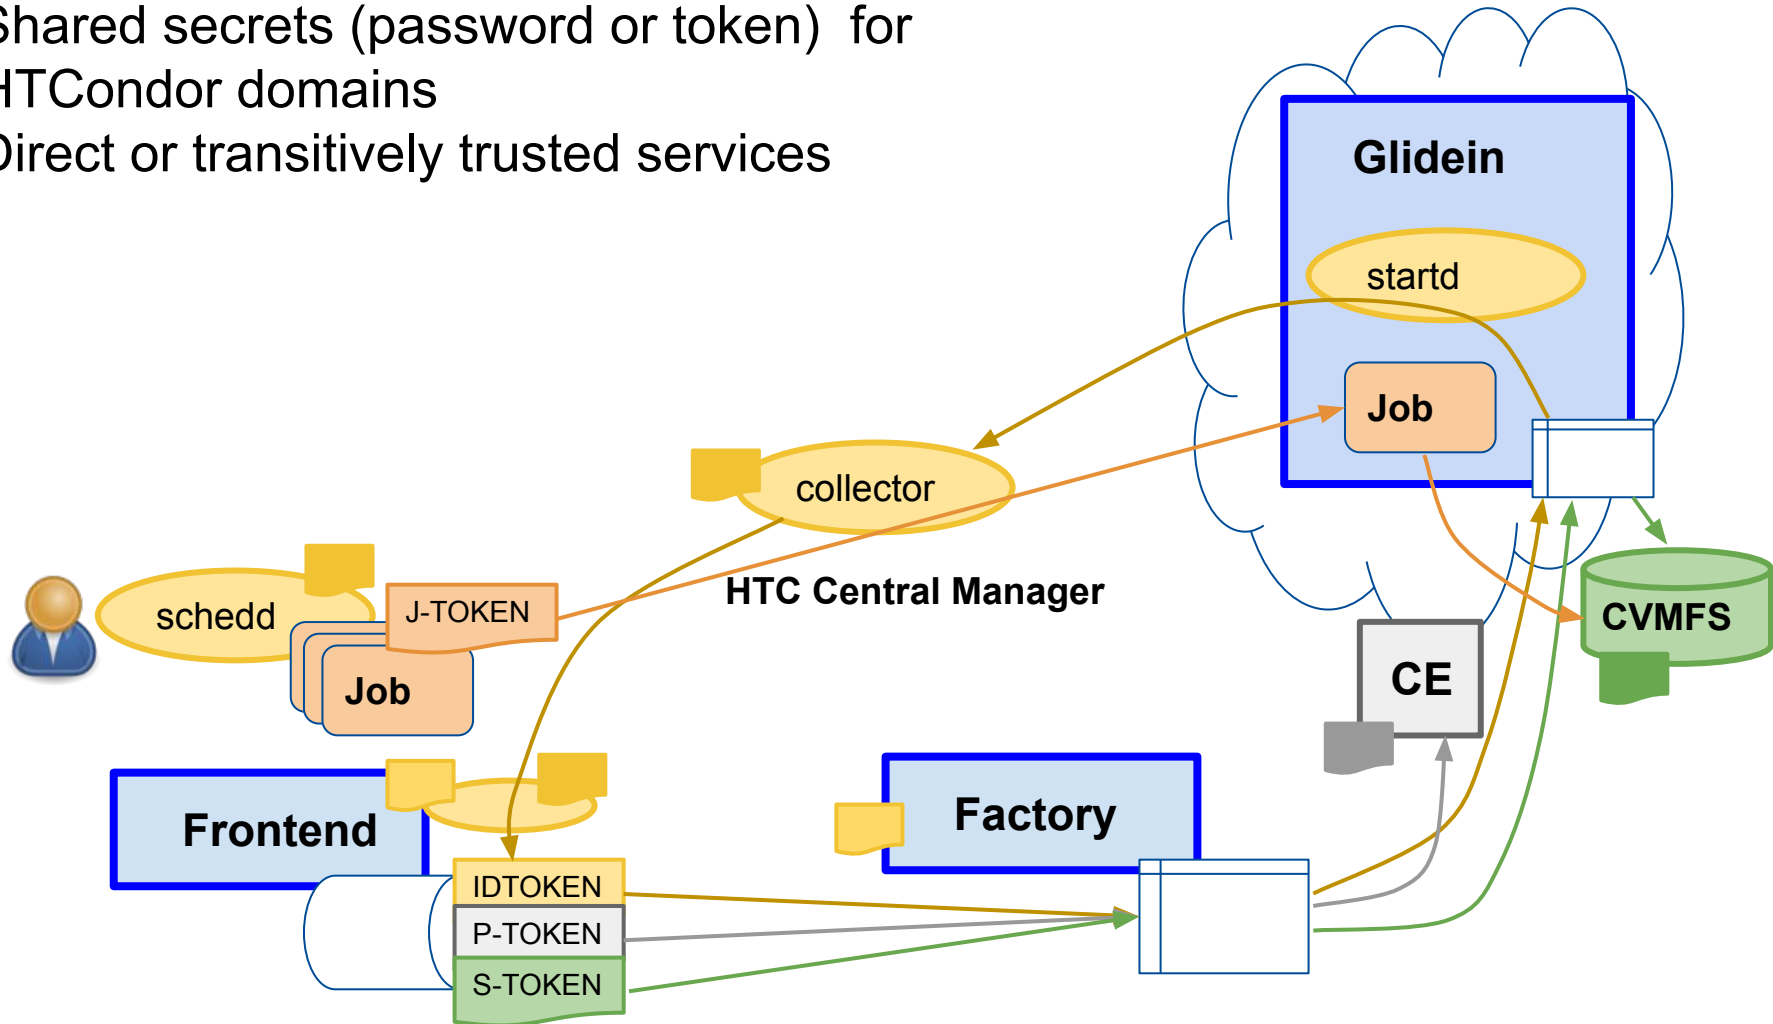 Shared secrets (password or token) for
HTCondor domains
Direct or transitively trusted services
Glidein
startd
Job
collector
HTC Central Manager
schedd
J-TOKEN
Job
CVMFS
CE
Frontend
Factory
IDTOKEN
P-TOKEN
S-TOKEN